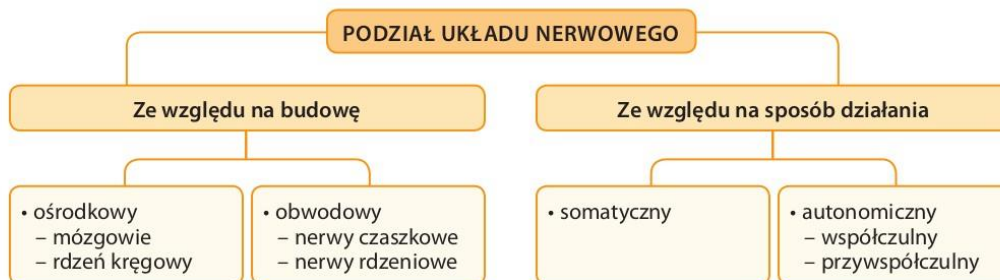 PODZIAŁ UKŁADU NERWOWEGO
Ze względu na budowę
Ze względu na sposób działania
• ośrodkowy
– mózgowie
– rdzeń kręgowy
• obwodowy
– nerwy czaszkowe
– nerwy rdzeniowe
• somatyczny
• autonomiczny
– współczulny
– przywspółczulny